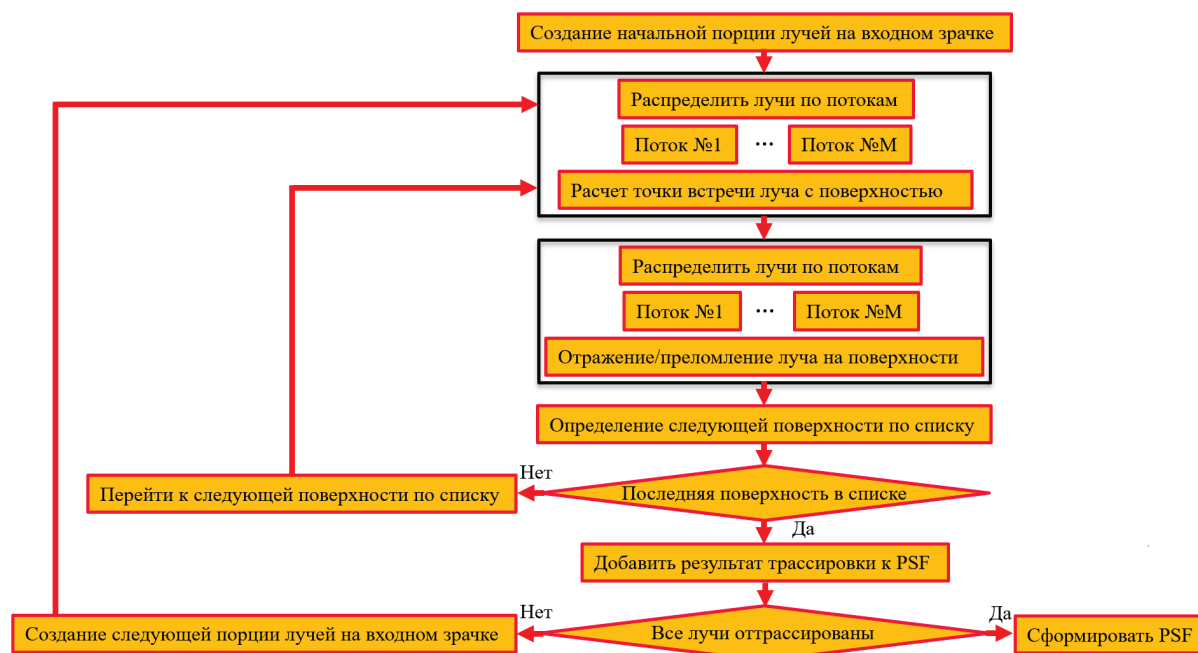 Создание начальной порции лучей на входном зрачке
Распределить лучи по потокам
Поток №1 ... Поток №М
Расчет точки встречи луча с поверхностью
Распределить лучи по потокам
Поток №1 ... Поток №М
Отражение/преломление луча на поверхности
Определение следующей поверхности по списку
Нет
Перейти к следующей поверхности по списку
Последняя поверхность в списке
Да
Добавить результат трассировки к PSF
Нет
Да
Создание следующей порции лучей на входном зрачке
Все лучи оттрассированы
Сформировать PSF